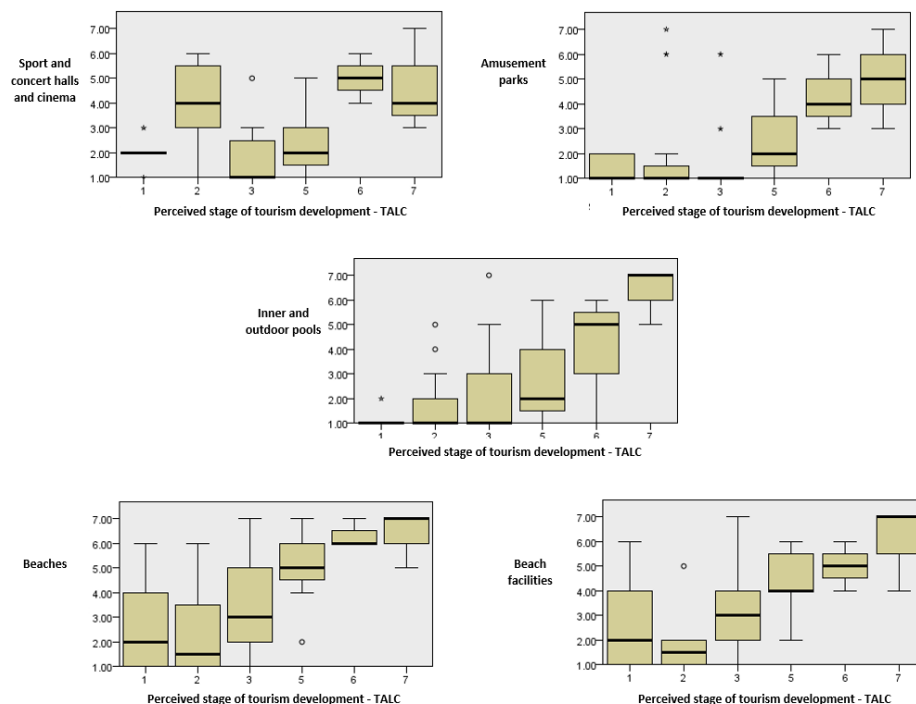 Sport and
concert halls
and cinema
7.00
6.00
5.00
4.00
3.00
2.00
1.00
1 2 3 5 6 7
Perceived stage of tourism development - TALC
Amusement
parks
7.00
6.00
5.00
4.00
3.00
2.00
1.00
1 2 3 5 6 7
Perceived stage of tourism development - TALC
Inner and
outdoor pools
7.00
6.00
5.00
4.00
3.00
2.00
1.00
1 2 3 5 6 7
Perceived stage of tourism development - TALC
Beaches
7.00
6.00
5.00
4.00
3.00
2.00
1.00
1 2 3 5 6 7
Perceived stage of tourism development - TALC
Beach
facilities
7.00
6.00
5.00
4.00
3.00
2.00
1.00
1 2 3 5 6 7
Perceived stage of tourism development - TALC